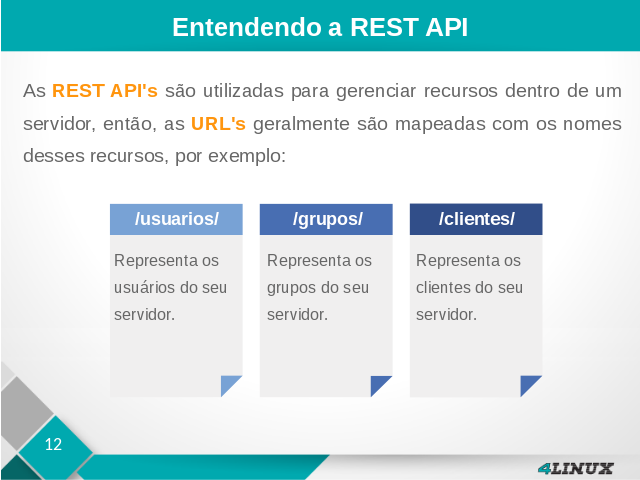 Entendendo a REST API
As REST API's são utilizadas para gerenciar recursos dentro de um
servidor, então, as URL's geralmente são mapeadas com os nomes
desses recursos, por exemplo:
/usuarios/
Representa os
usuários do seu
servidor.
/grupos/
Representa os
grupos do seu
servidor.
/clientes/
Representa os
clientes do seu
servidor.
12
4LINUX